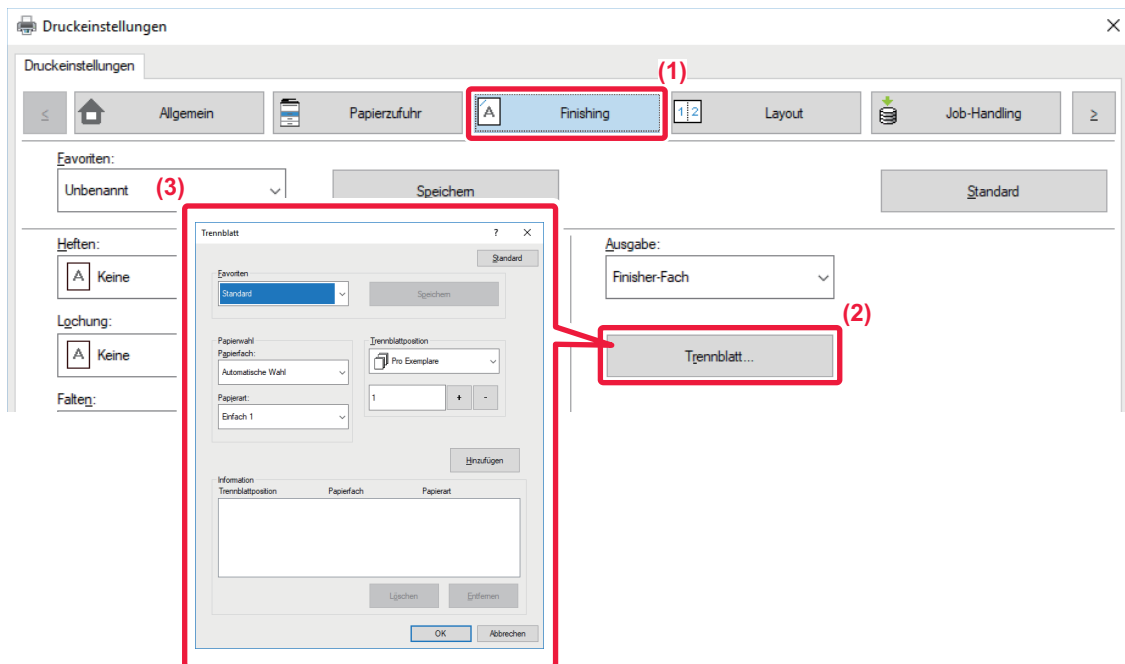 Druckeinstellungen
Druckeinstellungen
(1)
≤ Allgemein Papierzufuhr A Finishing 1 2 Layout Job-Handling ≥
Favoriten:
Unbenannt (3) Speichern Standard
Trennblatt ? ×
Standard
Favoriten
Standard Speichern
Papierwahl
Papierfach:
Automatische Wahl
Papierart:
Einfach 1
Trennblattposition
Pro Exemplare
1 + -
Hinzufügen
Information
Trennblattposition Papierfach Papierart
Löschen Entfernen
OK Abbrechen
Heften:
A Keine
Lochung:
A Keine
Falten:
Ausgabe:
Finisher-Fach
(2)
Trennblatt...